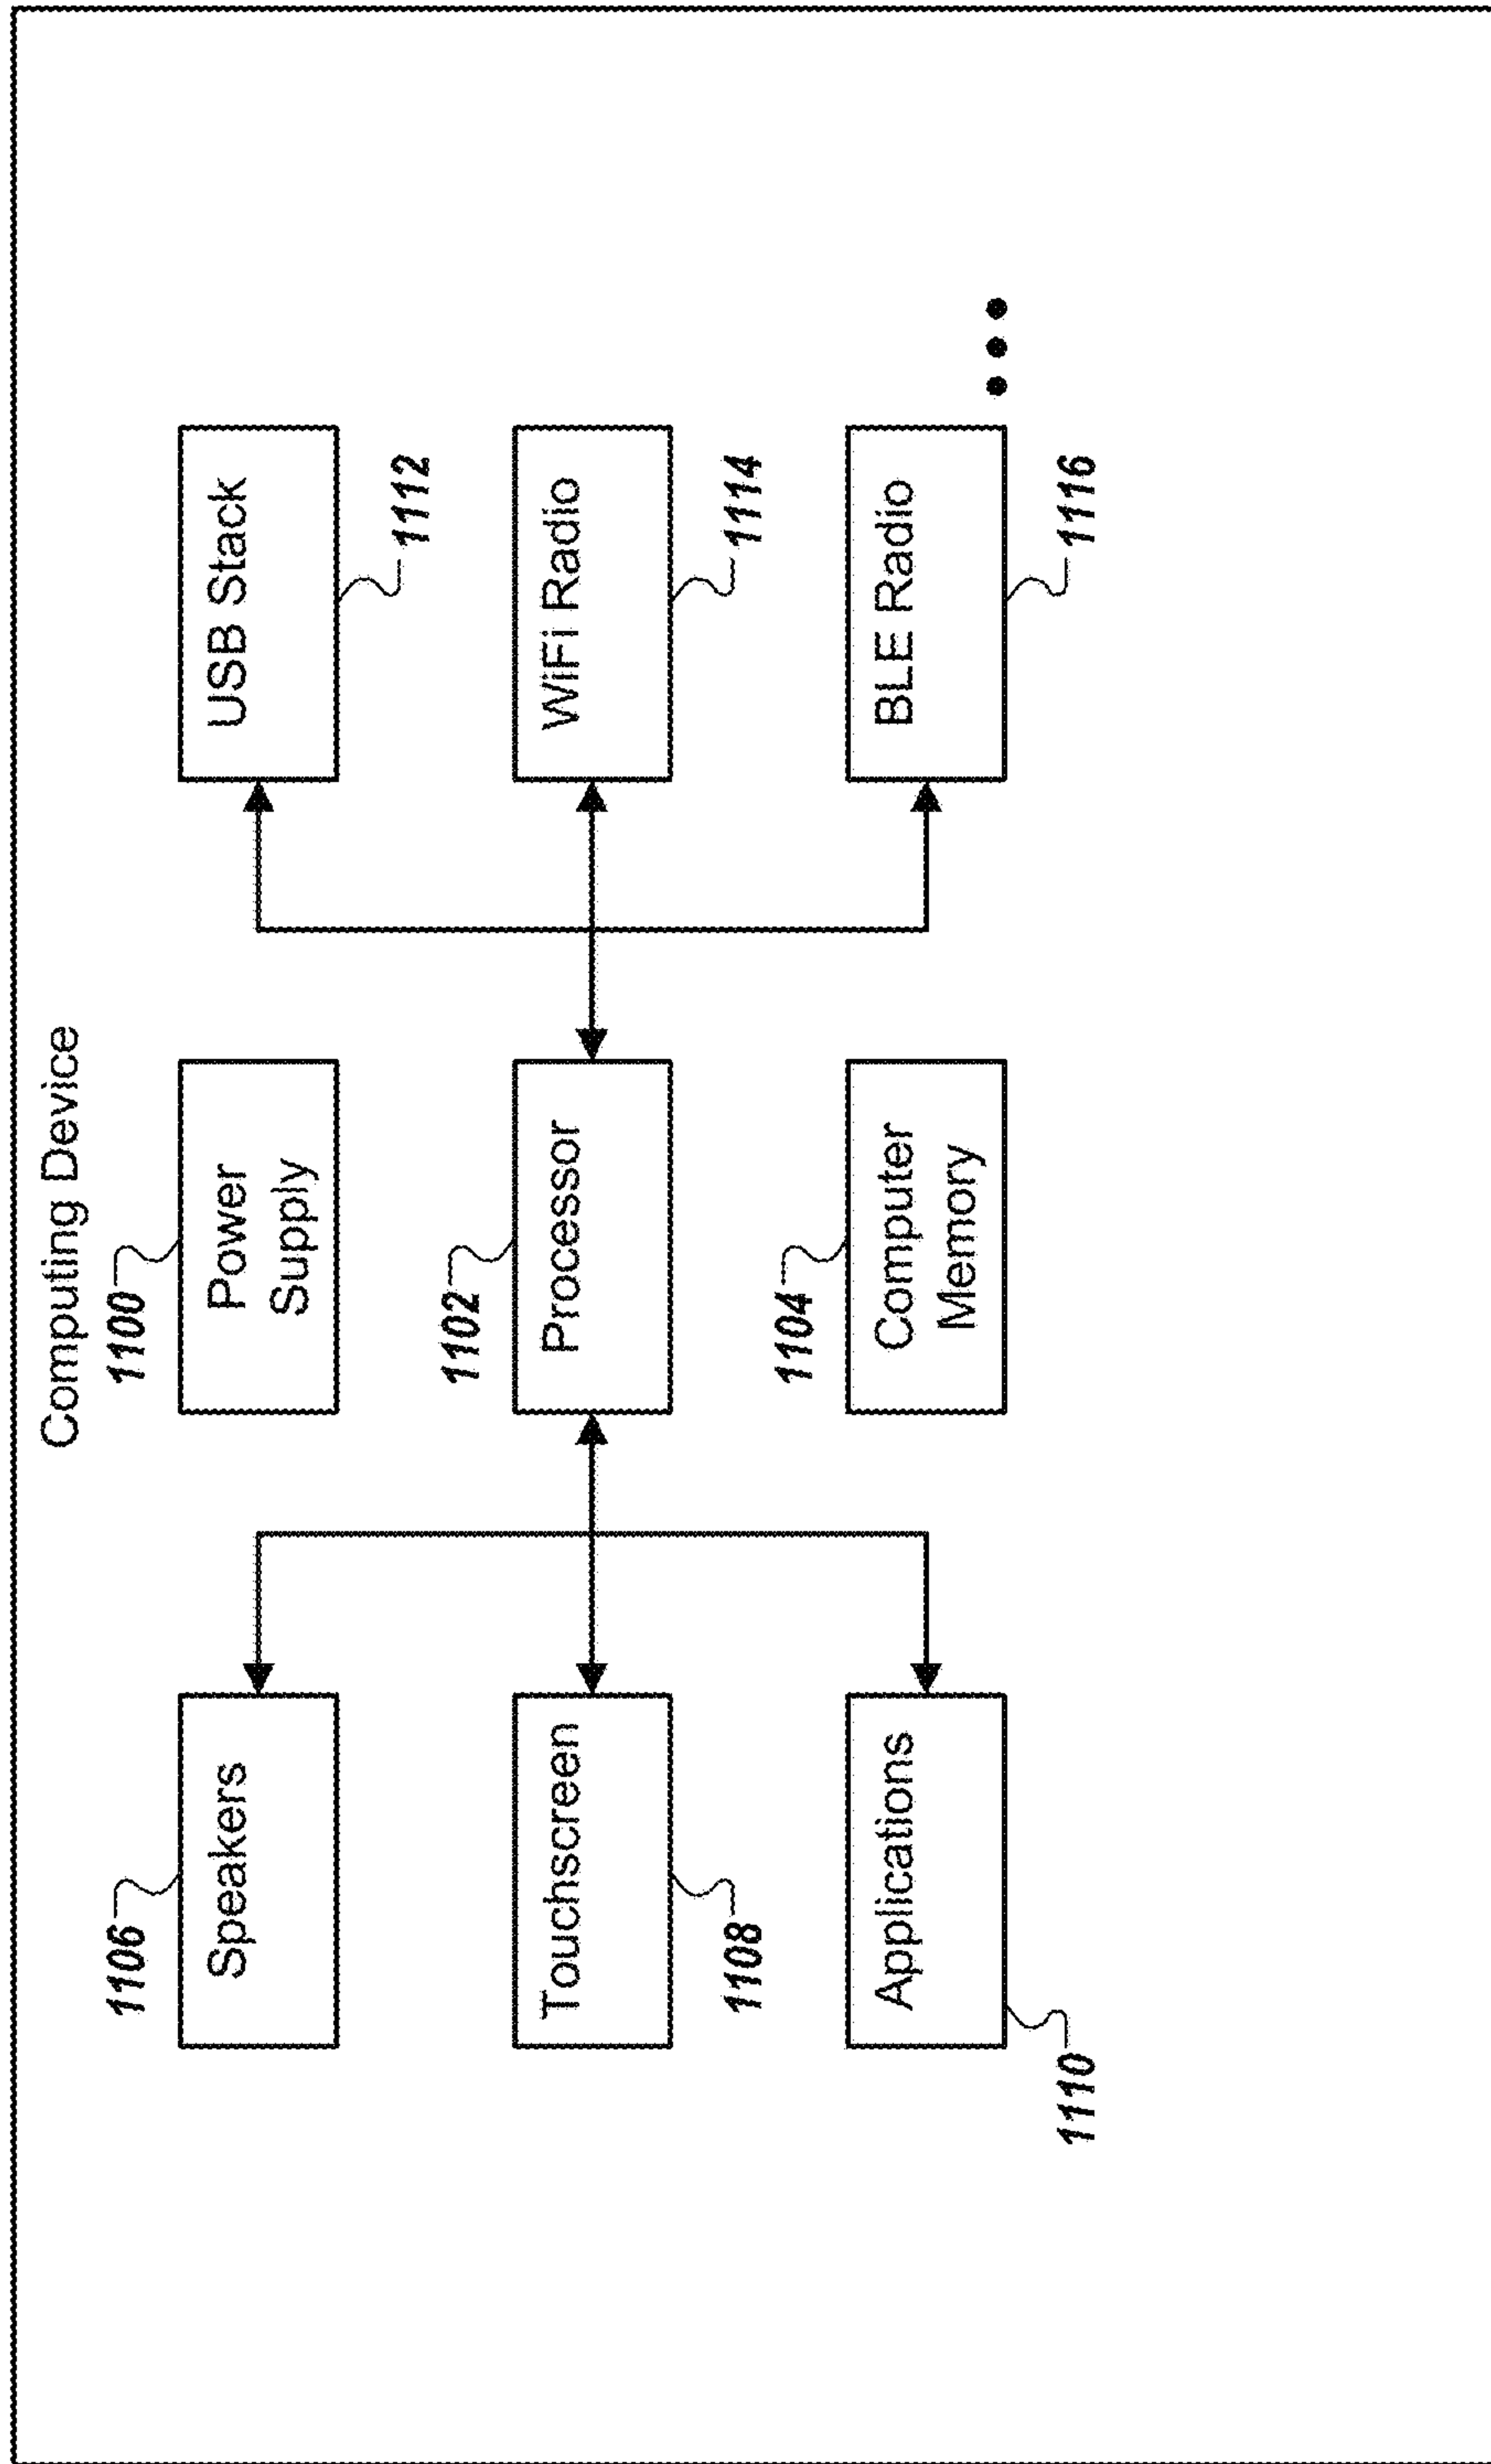 Computing Device
1106
Speakers
1100
Power
Supply
USB Stack
1112
Touchscreen
1108
1102
Processor
WiFi Radio
1114
Applications
1110
1104
Computer
Memory
BLE Radio
1116